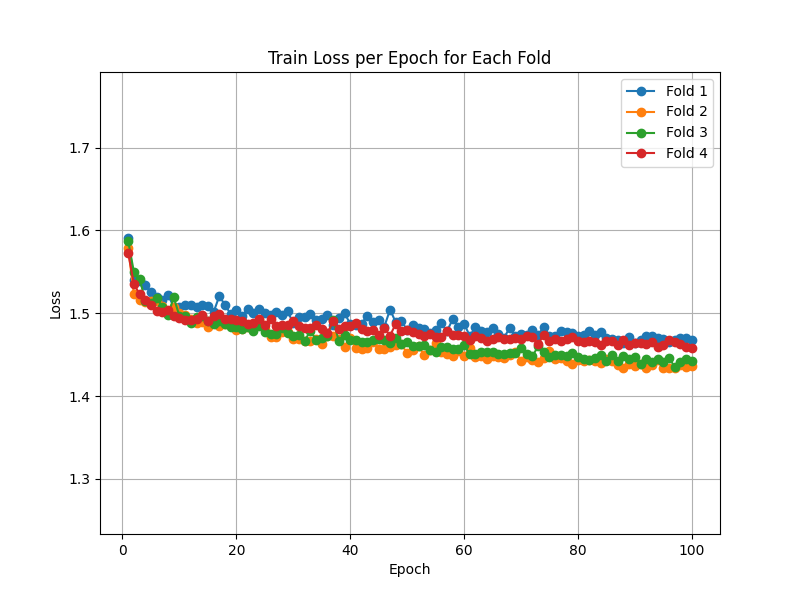 Train Loss per Epoch for Each Fold
Fold 1
Fold 2
Fold 3
Fold 4
1.7
1.6
1.5
1.4
1.3
Loss
0 20 40 60 80 100
Epoch